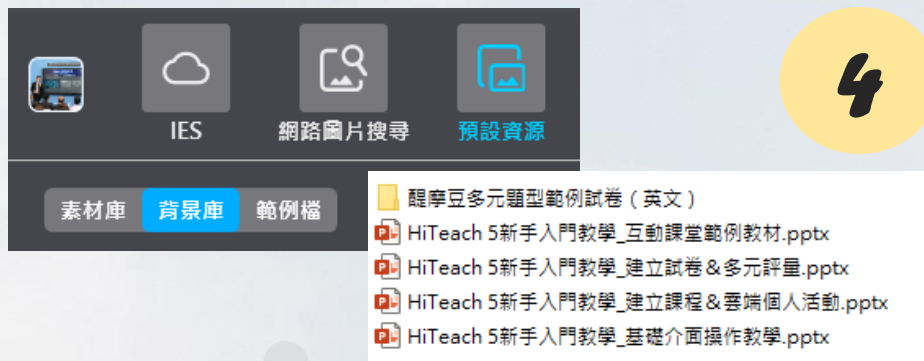 4
IES
網路圖片搜尋
預設資源
素材庫
背景庫
範例檔
醍摩豆多元題型範例試卷（英文）
HiTeach 5新手入門教學_互動課堂範例教材.pptx
HiTeach 5新手入門教學_建立試卷&多元評量.pptx
HiTeach 5新手入門教學_建立課程&雲端個人活動.pptx
HiTeach 5新手入門教學_基礎介面操作教學.pptx